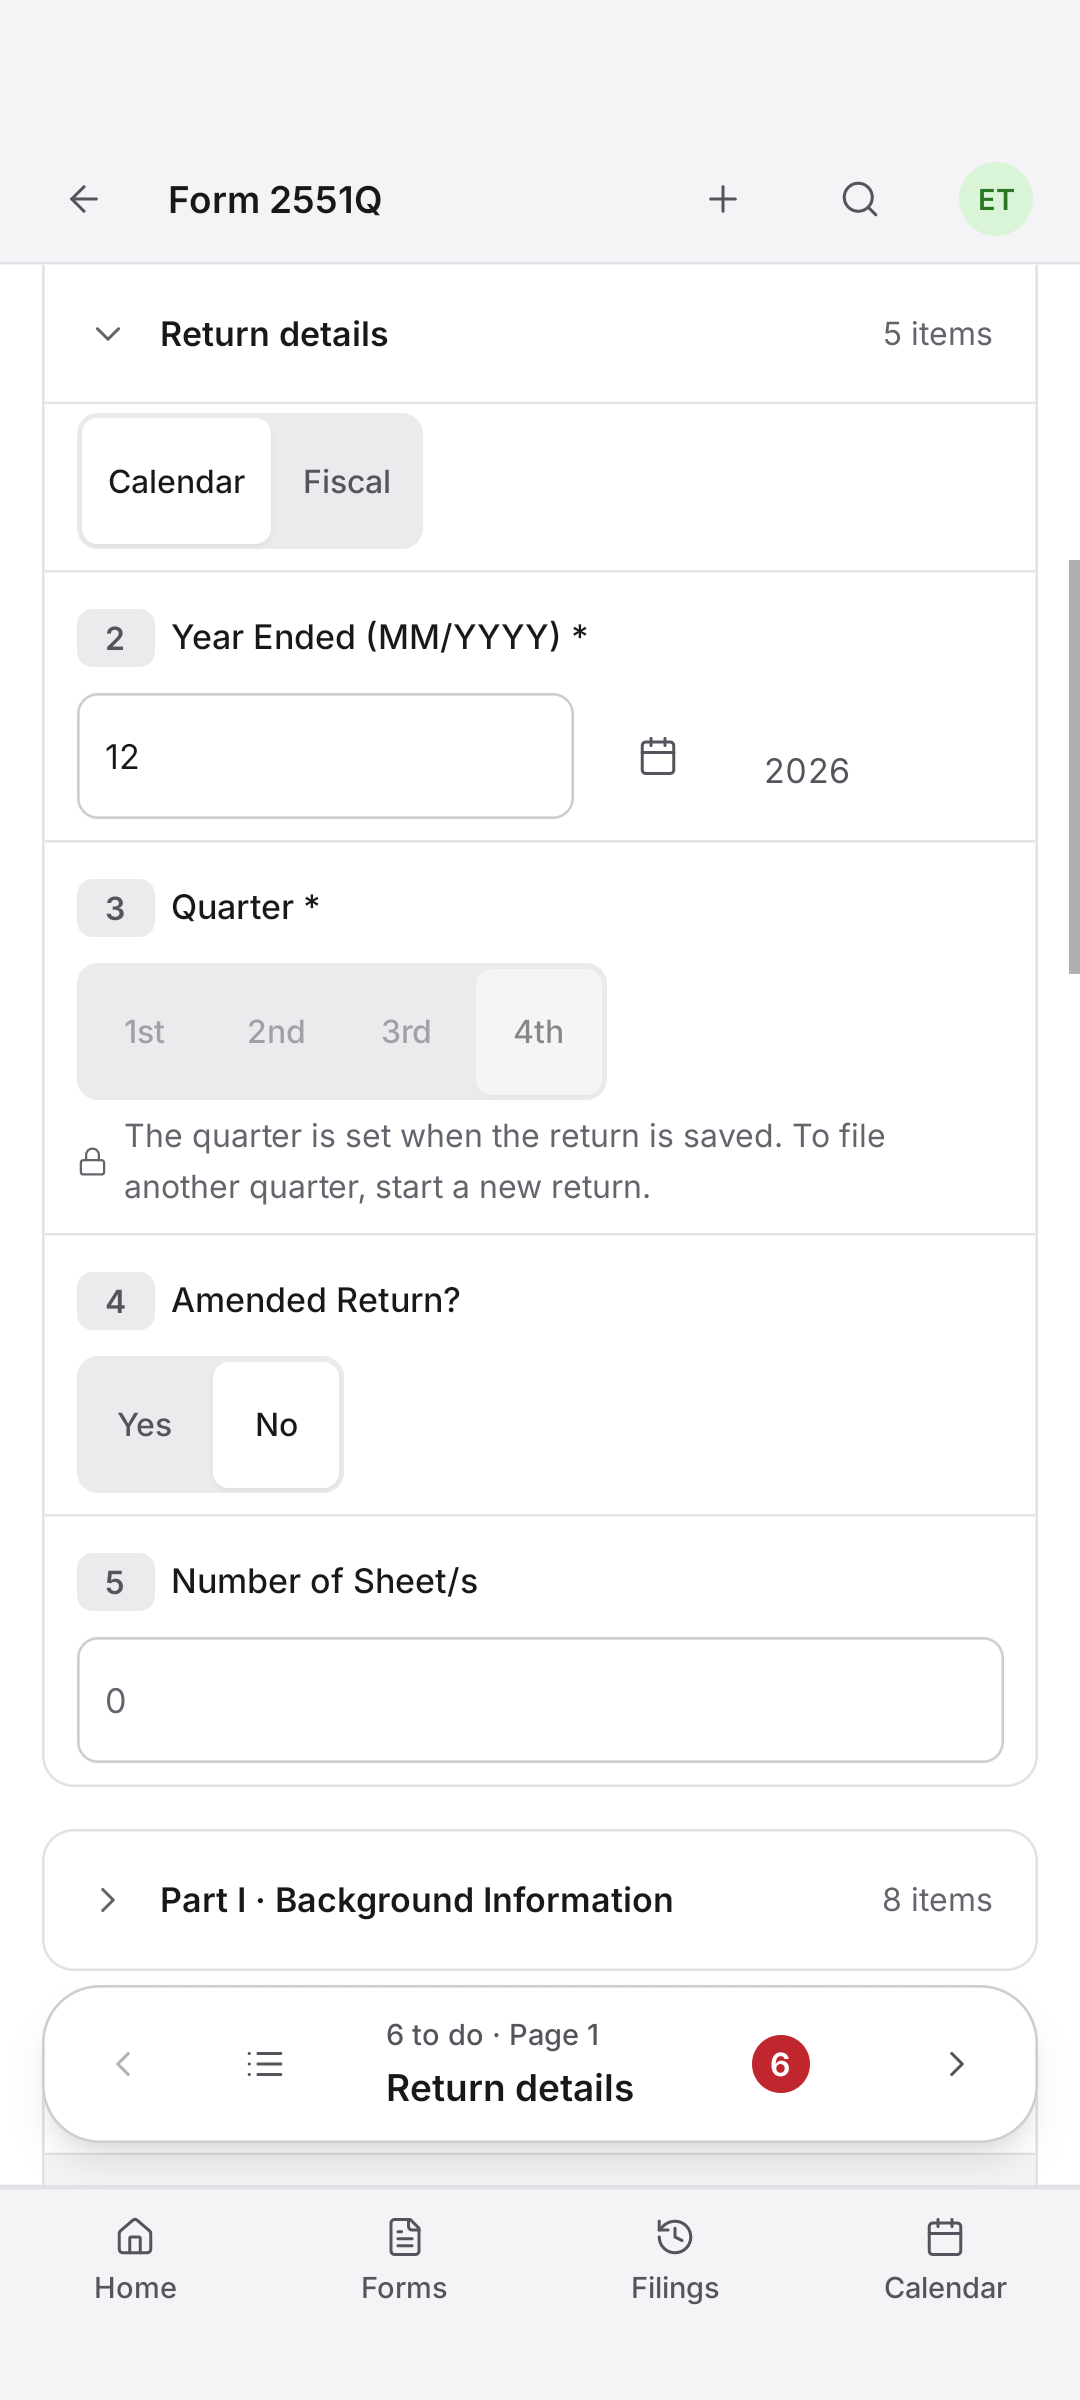 Form 2551Q
ET
Return details
5 items
Calendar
Fiscal
2
Year Ended (MM/YYYY) *
12
2026
3
Quarter *
1st
2nd
3rd
4th
The quarter is set when the return is saved. To file
another quarter, start a new return.
4
Amended Return?
Yes
No
5
Number of Sheet/s
0
Part I · Background Information
8 items
6 to do · Page 1
Return details
6
Home
Forms
Filings
Calendar